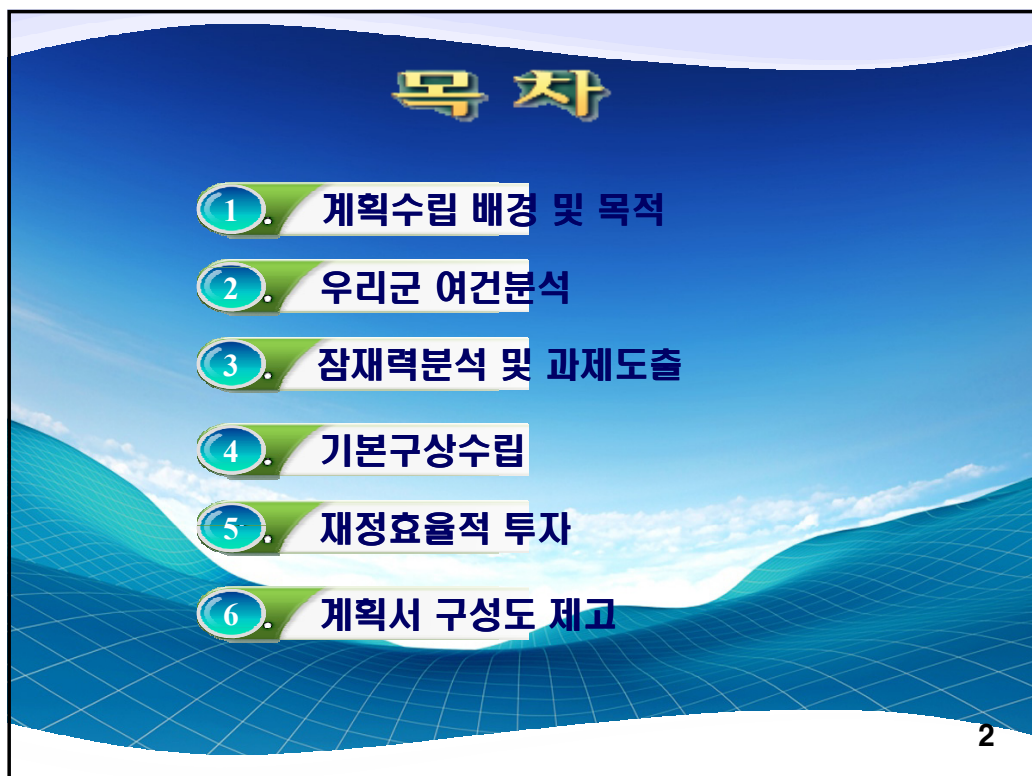 목 차
1. 계획수립 배경 및 목적
2. 우리군 여건분석
3. 잠재력분석 및 과제도출
4. 기본구상수립
5. 재정효율적 투자
6. 계획서 구성도 제고
2